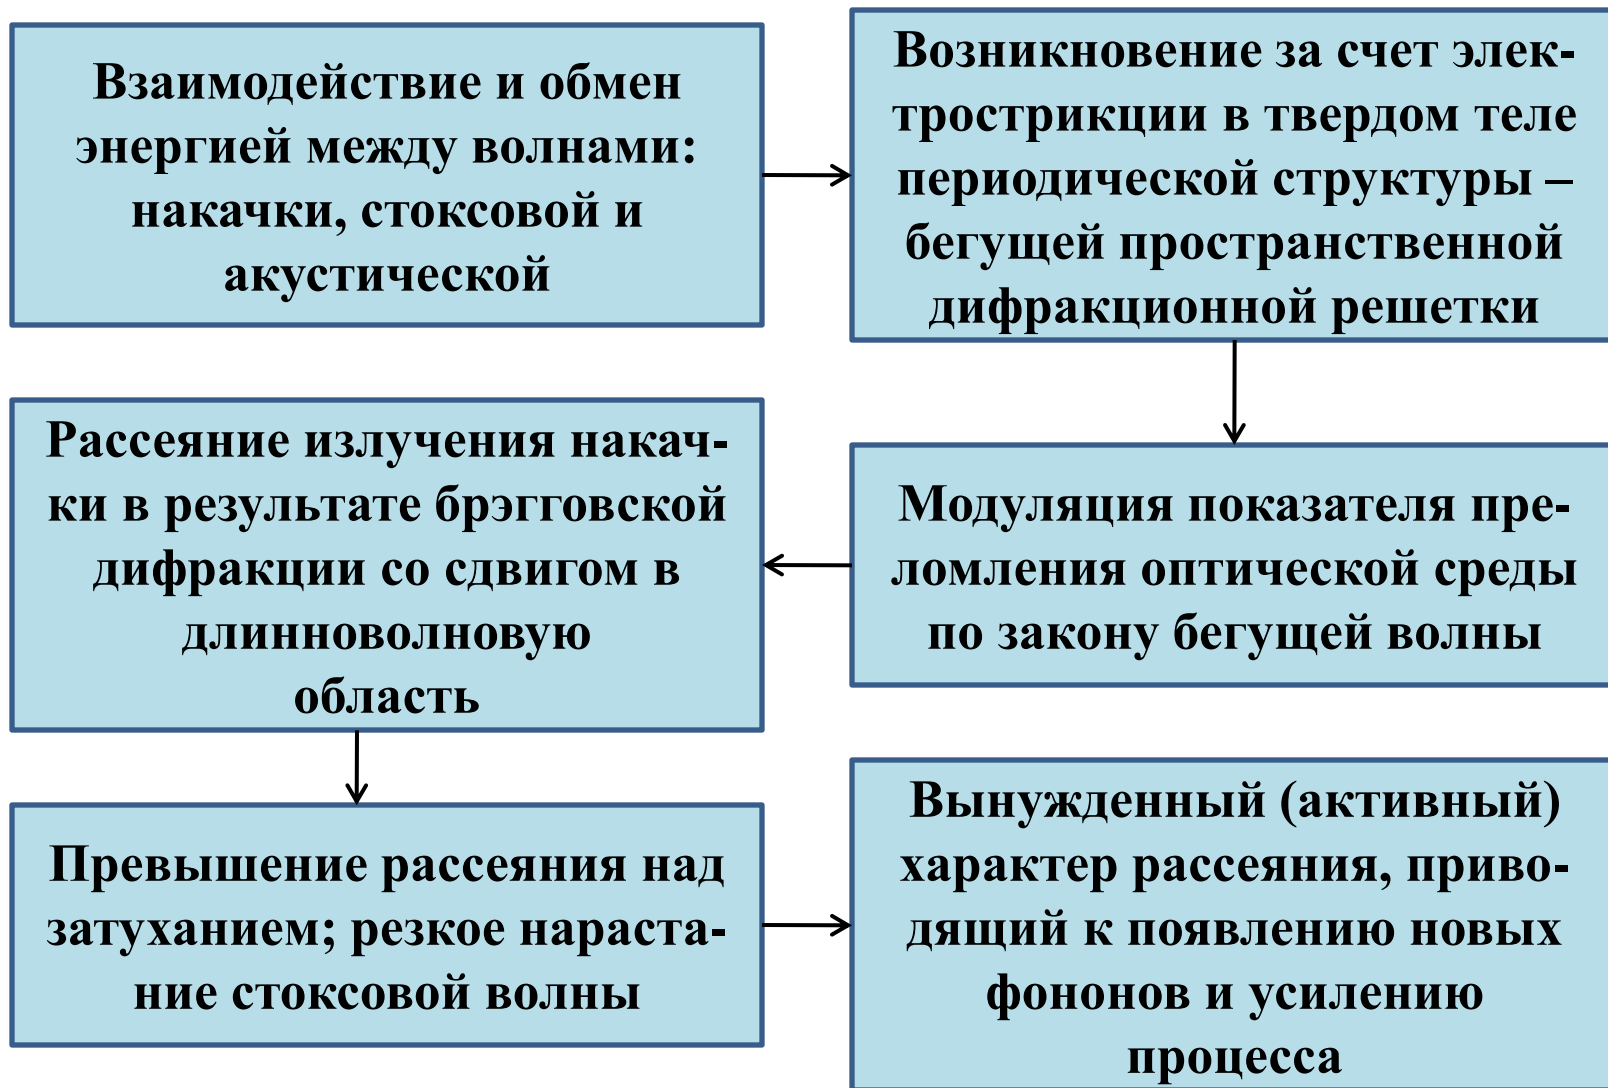 Взаимодействие и обмен
энергией между волнами:
накачки, стоксовой и
акустической
Возникновение за счет элек-
трострикции в твердом теле
периодической структуры –
бегущей пространственной
дифракционной решетки
Модуляция показателя пре-
ломления оптической среды
по закону бегущей волны
Рассеяние излучения накач-
ки в результате брэгговской
дифракции со сдвигом в
длинноволновую
область
Превышение рассеяния над
затуханием; резкое нараста-
ние стоксовой волны
Вынужденный (активный)
характер рассеяния, приво-
дящий к появлению новых
фононов и усилению
процесса